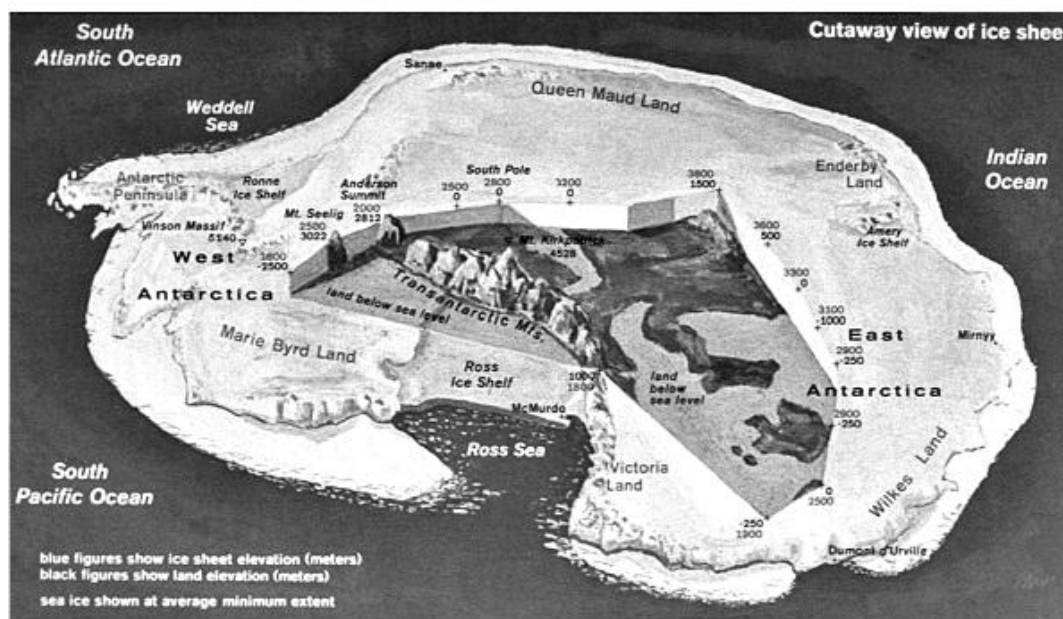 South
Atlantic Ocean
Cutaway view of ice shee
Sanae
Queen Maud Land
Weddell
Sea
Indian
Ocean
Enderby
Land
South Pole
Antarctic
Peninsula
Ronne
Ice Shelf
Anderson
Summit
2500
2800
0
3200
0
3800
1500
2000
2812
Mt. Seelig
2500
3022
Vinson Massif
5140
Amery
Ice Shelf
3600
500
Mt. Kirkpatrick
4528
West
1800
-2500
Antarctica
Transantarctic Mts.
land below sea level
3300
0
3100
-1000
East
Mirnyy
2900
-250
Marie Byrd Land
Ross
Ice Shelf
1000
1800
land
below
sea level
Antarctica
2900
-250
McMurdo
Ross Sea
South
Pacific Ocean
Victoria
Land
Wilkes Land
0
2500
-250
1900
Dumont d'Urville
blue figures show ice sheet elevation (meters)
black figures show land elevation (meters)
sea ice shown at average minimum extent